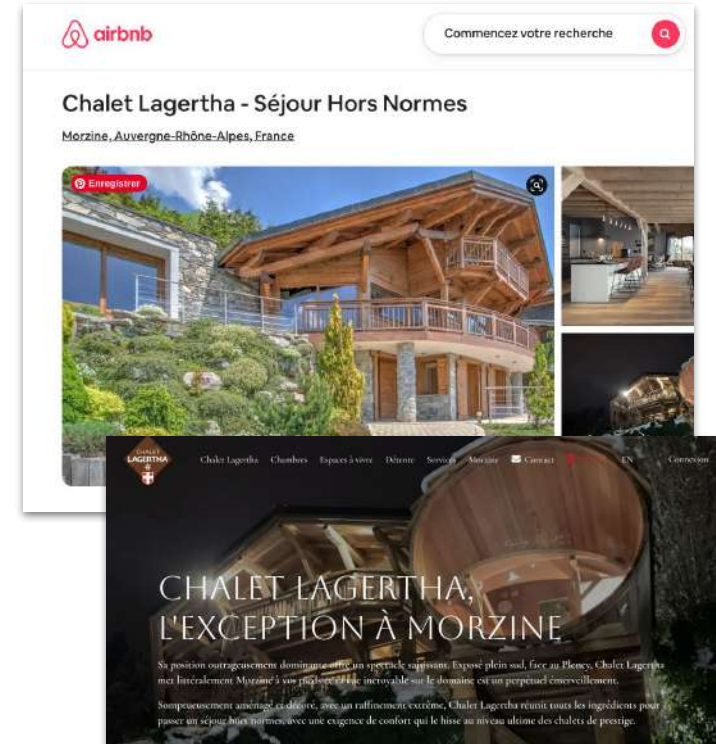 airbnb
Commencez votre recherche
Chalet Lagertha - Séjour Hors Normes
Morzine, Auvergne-Rhône-Alpes, France
Enregistrer
CHALET
LAGERTHA
Chalet Lagertha Chambres Espaces à vivre Détente Services Morzine Contact EN Connexion
CHALET LAGERTHA,
L'EXCEPTION À MORZINE
Sa position outrageusement dominante offre un spectacle saisissant. Exposé plein sud, face au Pleney, Chalet Lagertha
met littéralement Morzine à vos pieds et la vue incroyable sur le domaine est un perpétuel émerveillement.
Somptueusement aménagé et décoré, avec un raffinement extrême, Chalet Lagertha réunit touts les ingrédients pour
passer un séjour hors normes, avec une exigence de confort qui le hisse au niveau ultime des chalets de prestige.